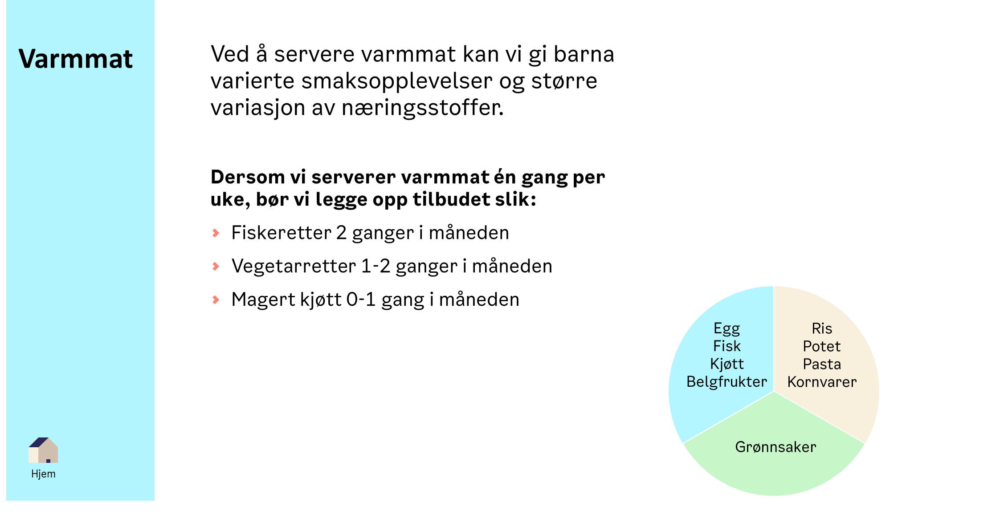 Varmmat
Ved å servere varmmat kan vi gi barna
varierte smaksopplevelser og større
variasjon av næringsstoffer.
Dersom vi serverer varmmat én gang per
uke, bør vi legge opp tilbudet slik:
Fiskeretter 2 ganger i måneden
Vegetarretter 1-2 ganger i måneden
Magert kjøtt 0-1 gang i måneden
Egg
Fisk
Kjøtt
Belgfrukter
Ris
Potet
Pasta
Kornvarer
Grønnsaker
Hjem